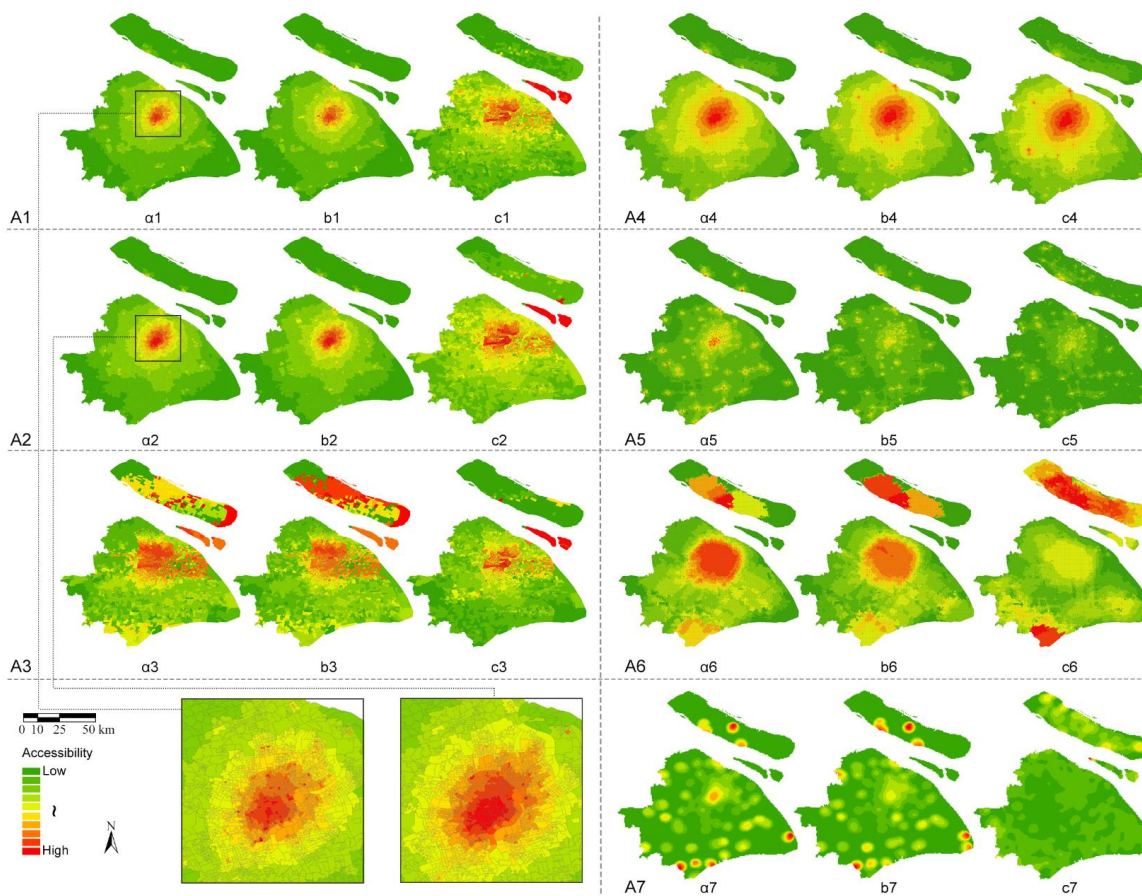 A1
α1
b1
c1
A4
α4
b4
c4
A2
α2
b2
c2
A5
α5
b5
c5
A3
α3
b3
c3
A6
α6
b6
c6
0 10 25 50 km
Accessibility
Low
~
High
N
A7
α7
b7
c7